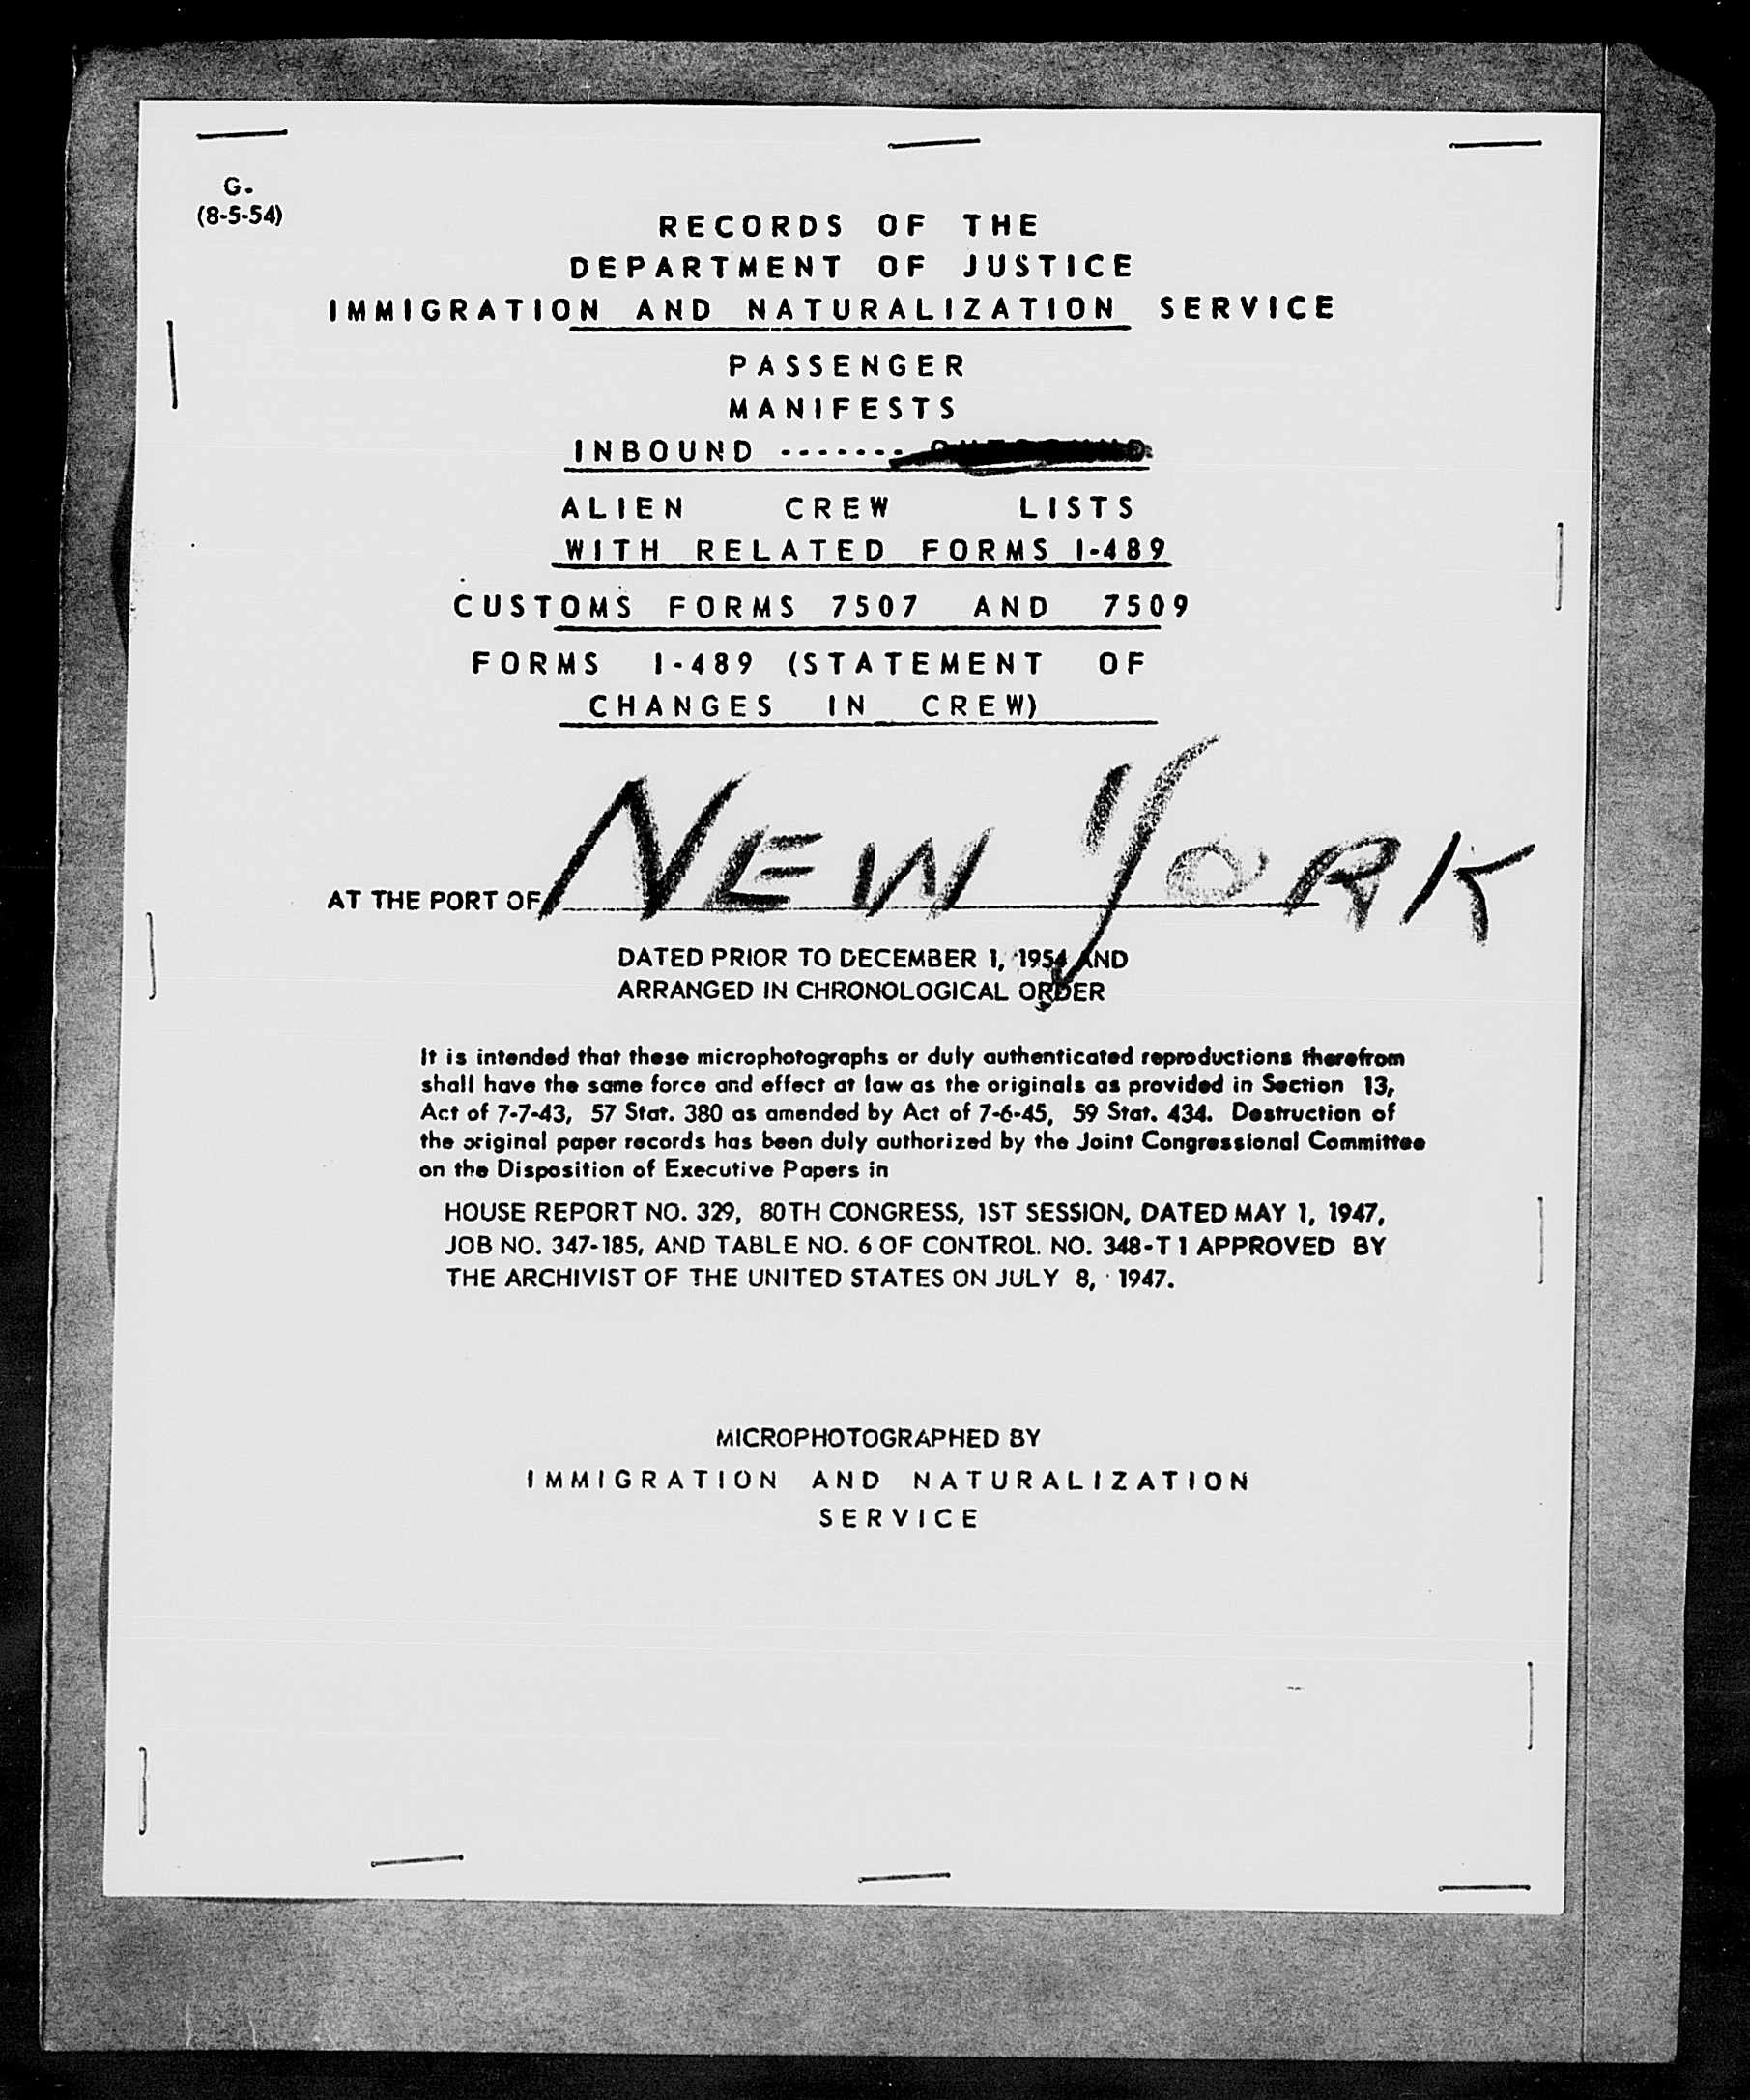 G.
(8-5-54)
RECORDS OF THE
DEPARTMENT OF JUSTICE
IMMIGRATION AND NATURALIZATION SERVICE
PASSENGER
MANIFESTS
INBOUND -------
ALIEN CREW LISTS
WITH RELATED FORMS I-489
CUSTOMS FORMS 7507 AND 7509
FORMS I-489 (STATEMENT OF
CHANGES IN CREW)
AT THE PORT OF NEW YORK
DATED PRIOR TO DECEMBER 1, 1954 AND
ARRANGED IN CHRONOLOGICAL ORDER
It is intended that these microphotographs or duly authenticated reproductions therefrom
shall have the same force and effect at law as the originals as provided in Section 13,
Act of 7-7-43, 57 Stat. 380 as amended by Act of 7-6-45, 59 Stat. 434. Destruction of
the original paper records has been duly authorized by the Joint Congressional Committee
on the Disposition of Executive Papers in
HOUSE REPORT NO. 329, 80TH CONGRESS, 1ST SESSION, DATED MAY 1, 1947,
JOB NO. 347-185, AND TABLE NO. 6 OF CONTROL NO. 348-T1 APPROVED BY
THE ARCHIVIST OF THE UNITED STATES ON JULY 8, 1947.
MICROPHOTOGRAPHED BY
IMMIGRATION AND NATURALIZATION
SERVICE